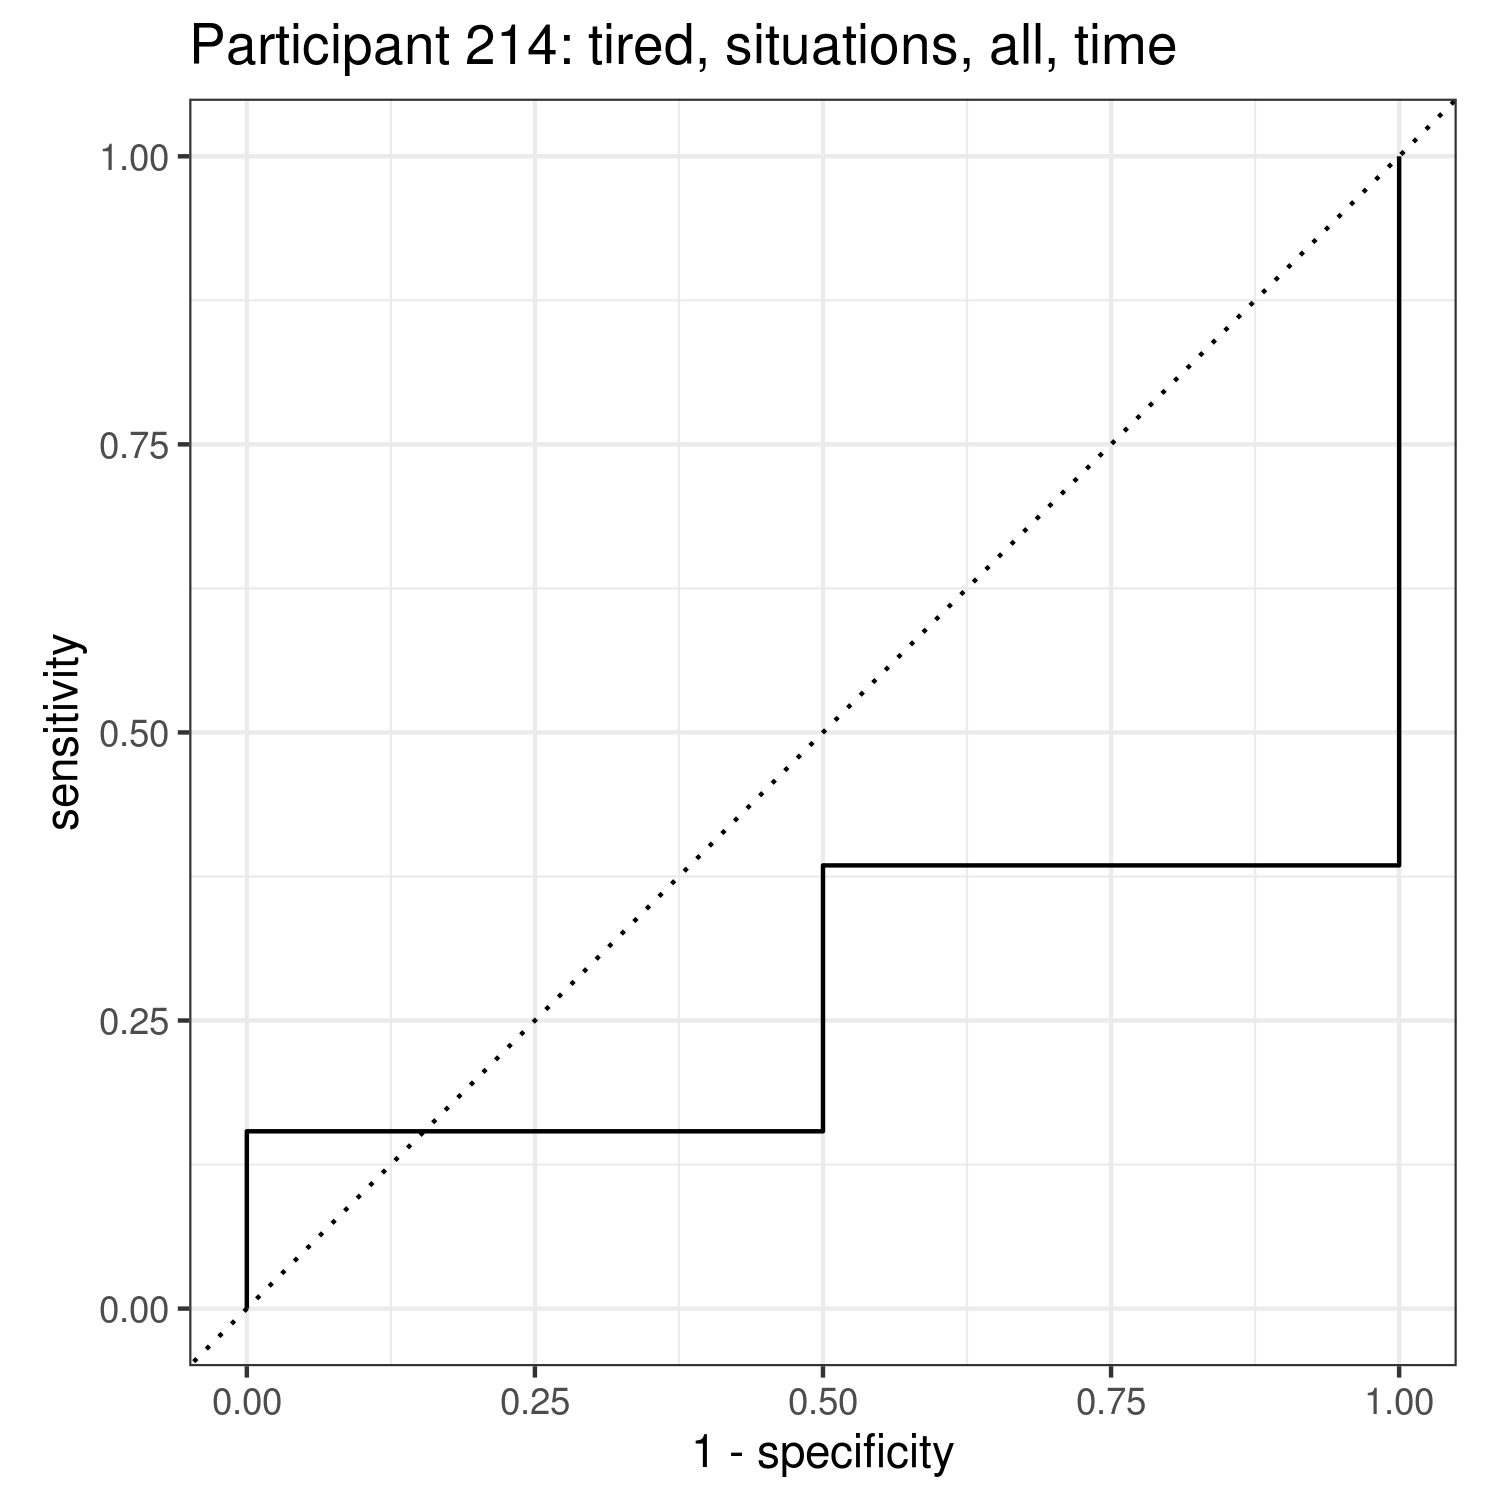 Participant 214: tired, situations, all, time
1.00
0.75
0.50
0.25
0.00
sensitivity
0.00 0.25 0.50 0.75 1.00
1 - specificity